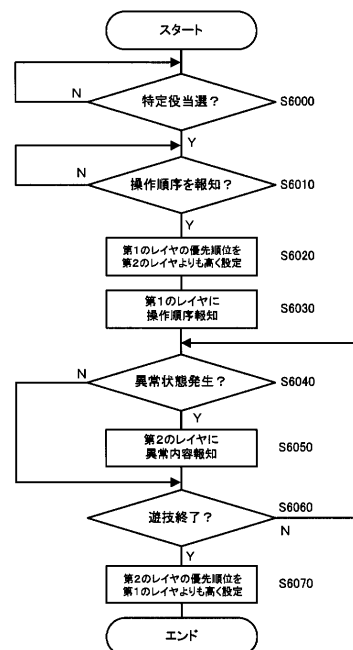 スタート
特定役当選？
S6000
N
Y
操作順序を報知？
S6010
N
Y
第1のレイヤの優先順位を
第2のレイヤよりも高く設定
S6020
第1のレイヤに
操作順序報知
S6030
異常状態発生？
S6040
N
Y
第2のレイヤに
異常内容報知
S6050
遊技終了？
S6060
N
Y
第2のレイヤの優先順位を
第1のレイヤよりも高く設定
S6070
エンド